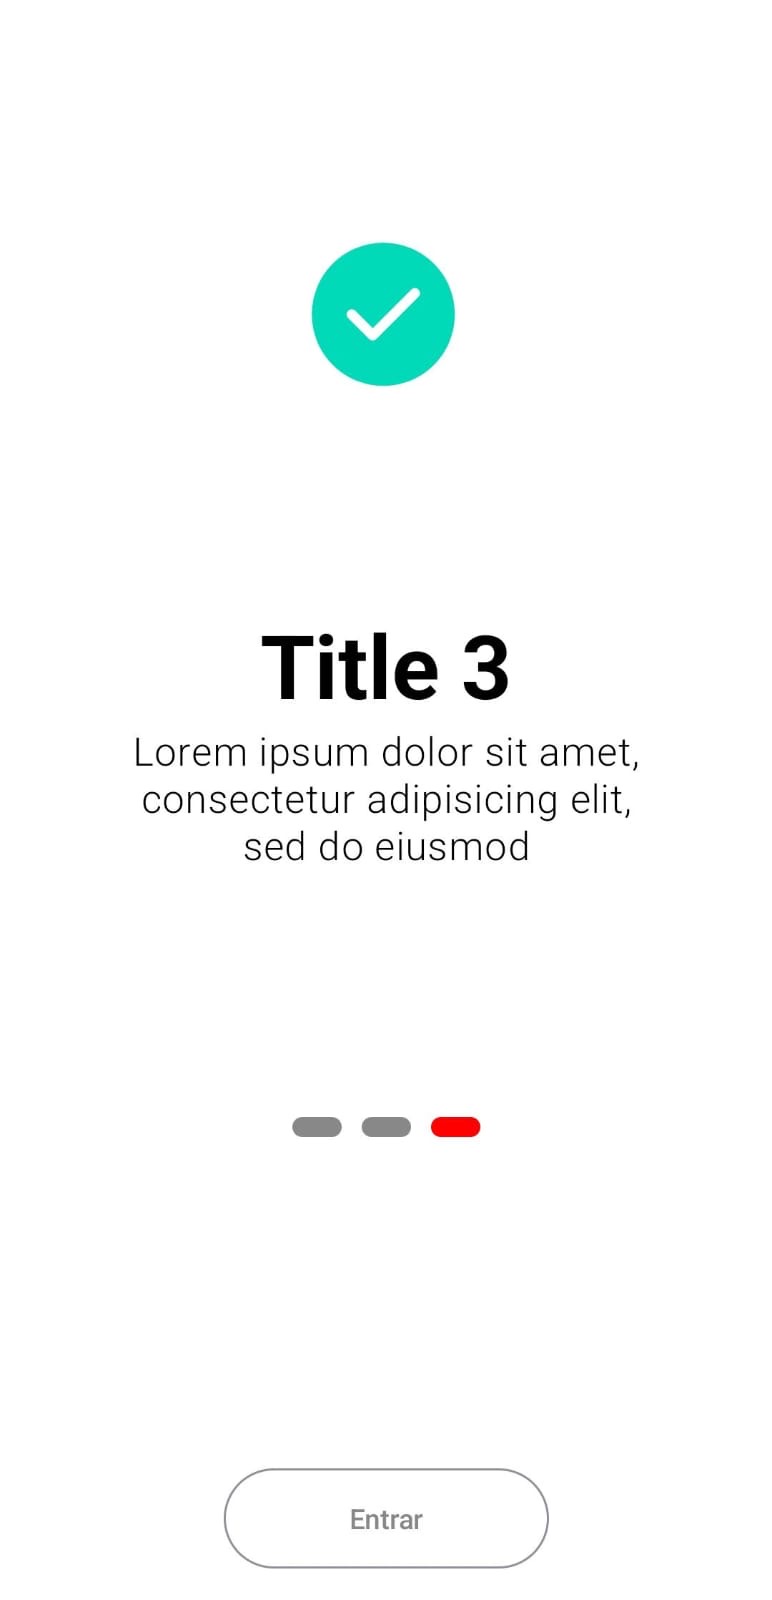 Title 3
Lorem ipsum dolor sit amet,
consectetur adipisicing elit,
sed do eiusmod
Entrar